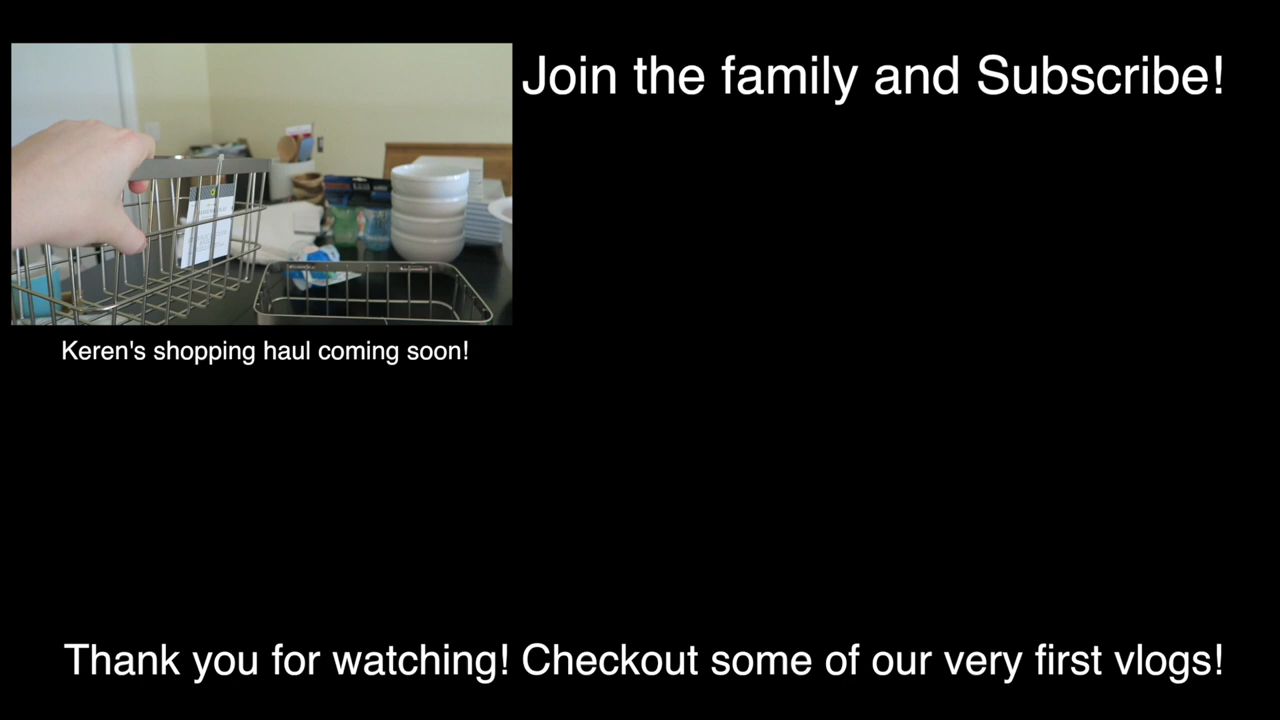 Join the family and Subscribe!
Keren's shopping haul coming soon!
Thank you for watching! Checkout some of our very first vlogs!